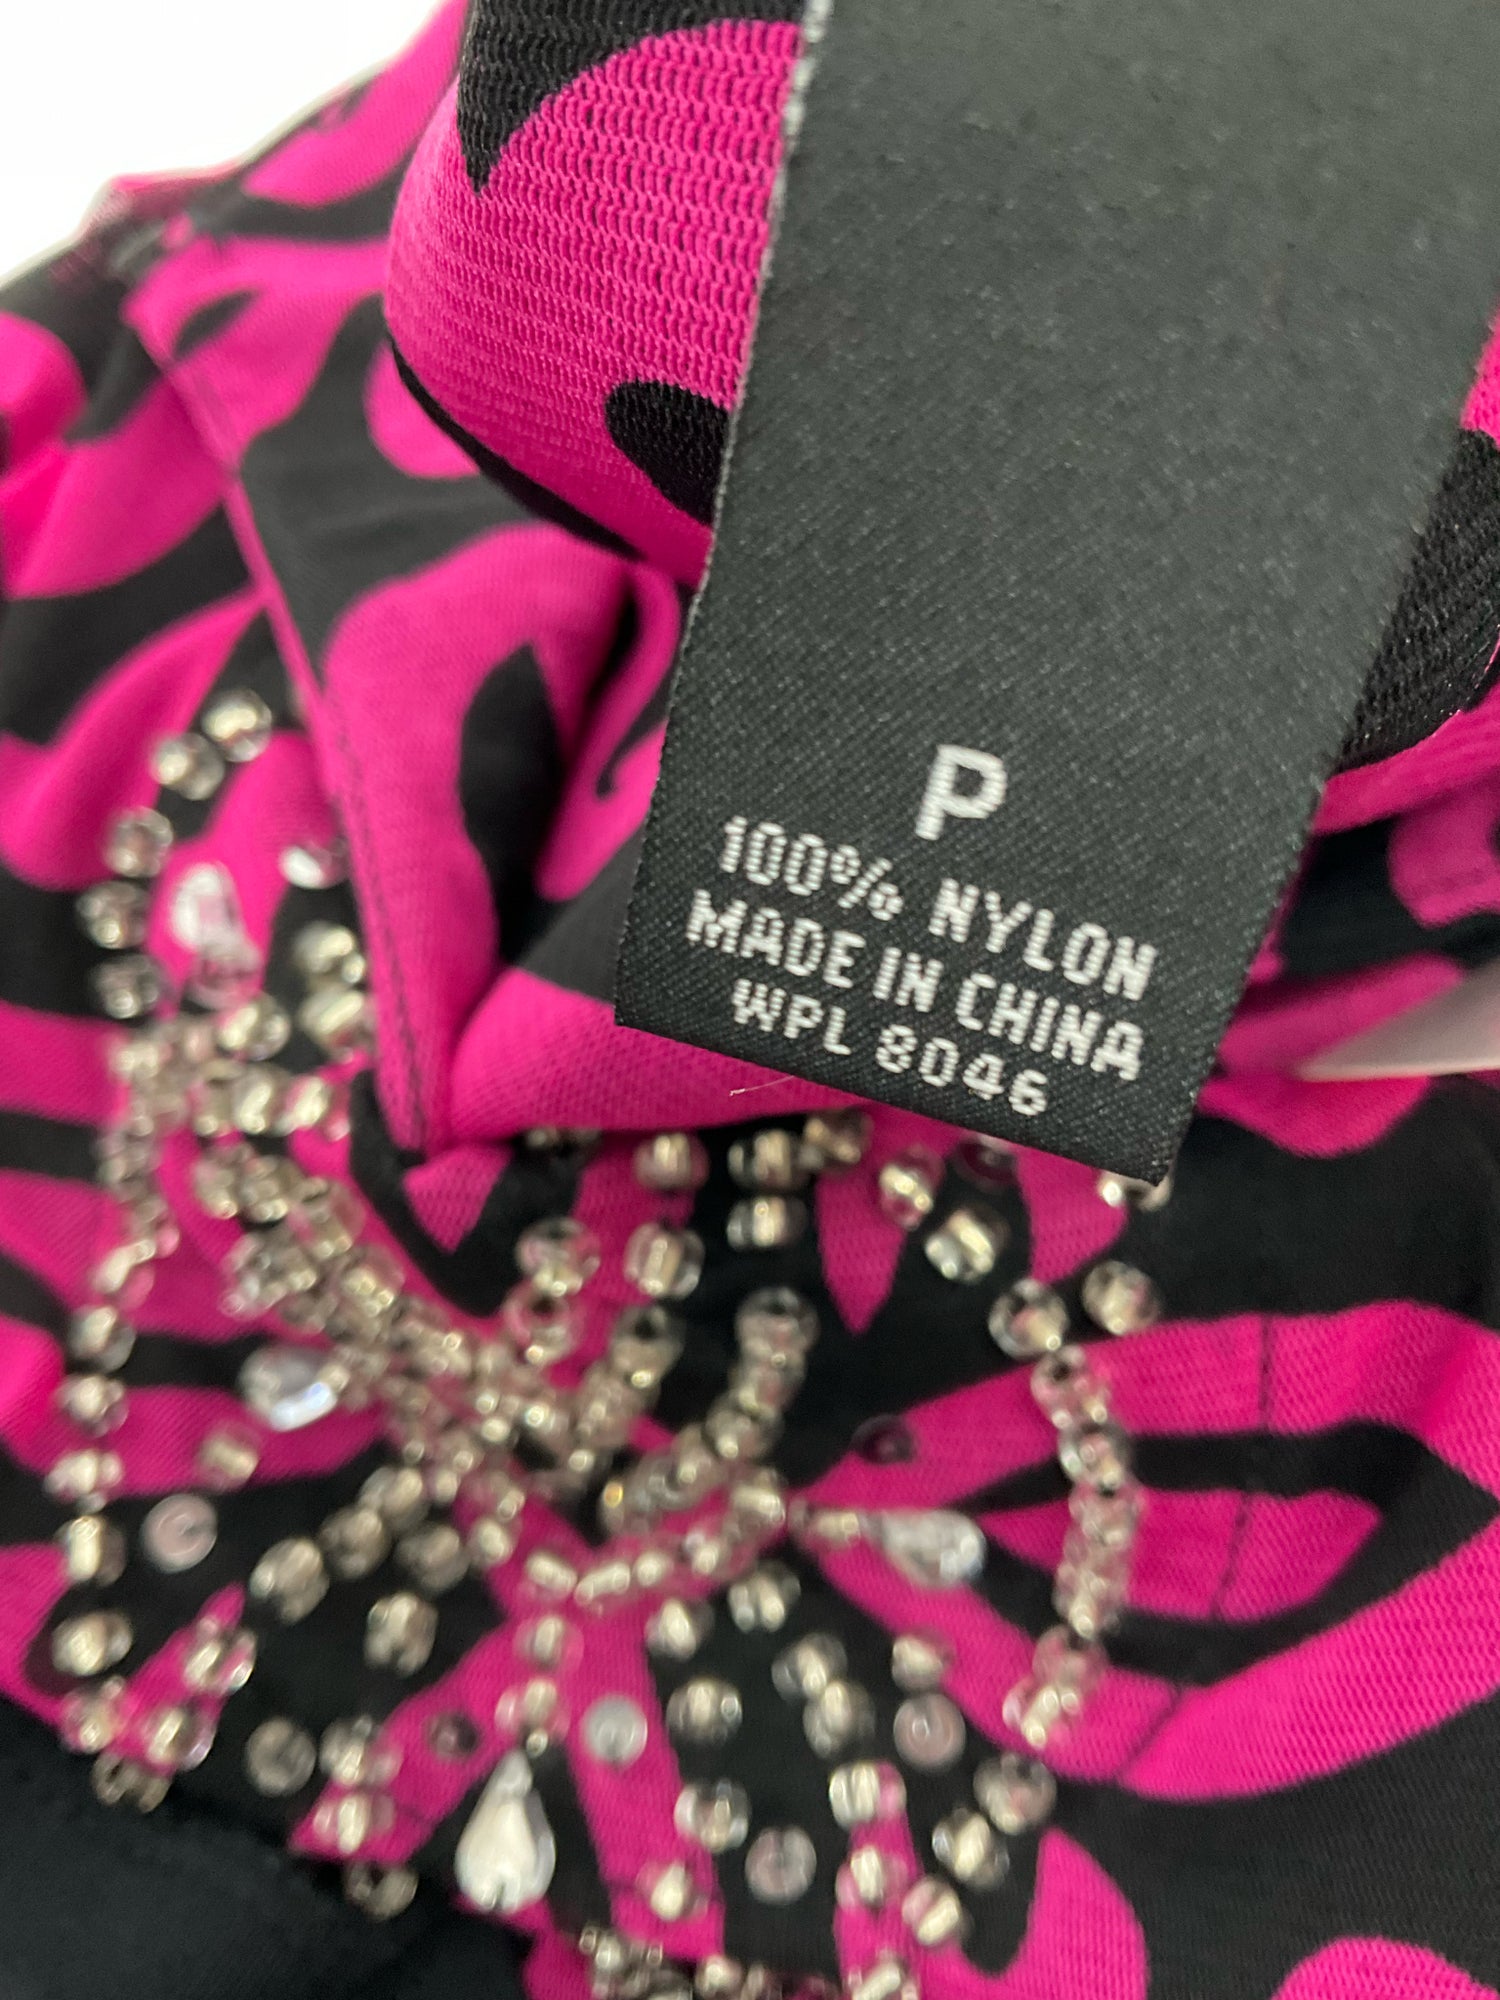 P
100% NYLON
MADE IN CHINA
WPL 8046